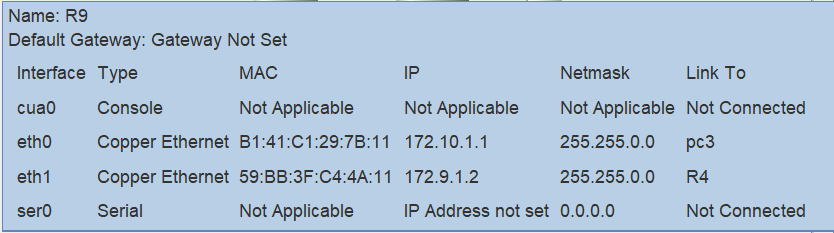 Name: R9
Default Gateway: Gateway Not Set
Interface Type MAC IP Netmask Link To
cua0 Console Not Applicable Not Applicable Not Applicable Not Connected
eth0 Copper Ethernet B1:41:C1:29:7B:11 172.10.1.1 255.255.0.0 pc3
eth1 Copper Ethernet 59:BB:3F:C4:4A:11 172.9.1.2 255.255.0.0 R4
ser0 Serial Not Applicable IP Address not set 0.0.0.0 Not Connected